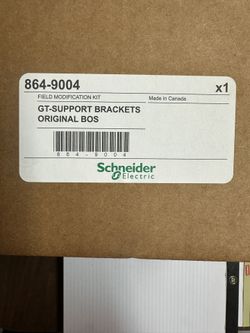 864-9004 x1
FIELD MODIFICATION KIT Made in Canada
GT-SUPPORT BRACKETS
ORIGINAL BOS
864-9004
Schneider
Electric